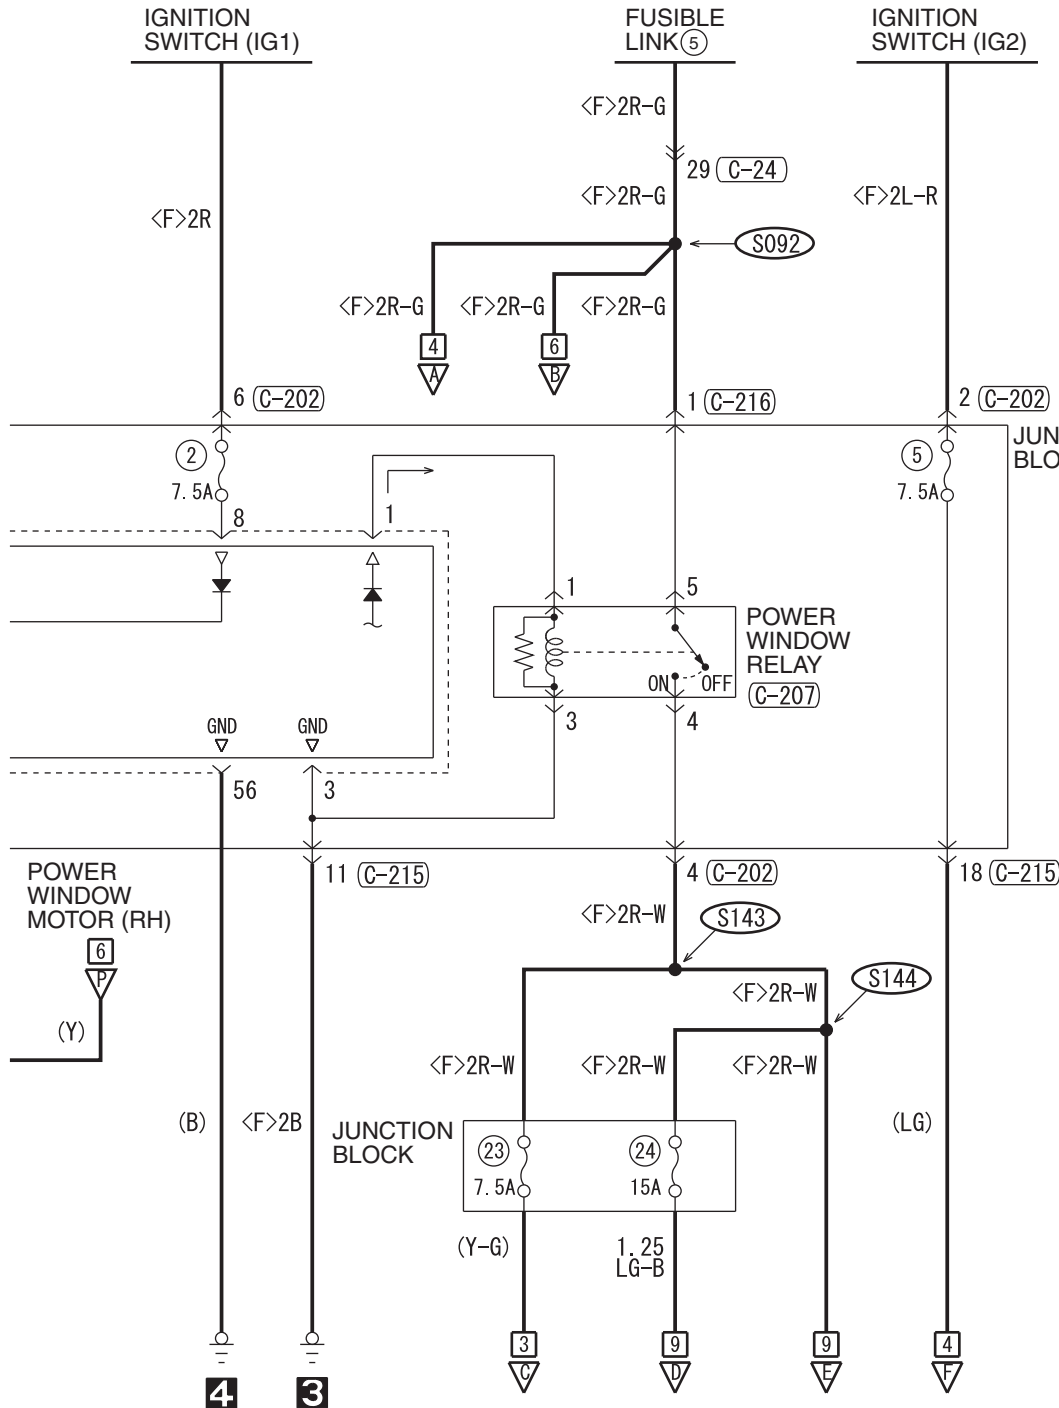 IGNITION
SWITCH (IG1)
FUSIBLE
LINK⑤
IGNITION
SWITCH (IG2)
<F>2R-G
29 C-24
<F>2R
<F>2R-G
<F>2L-R
S092
<F>2R-G
<F>2R-G
<F>2R-G
4
6
A
B
6 C-202
1 C-216
2 C-202
JUN
BLO
②
7.5A
⑤
7.5A
8
1
1
5
POWER
WINDOW
RELAY
ON
OFF
C-207
3
4
GND
GND
56
3
POWER
WINDOW
MOTOR (RH)
11 C-215
4 C-202
18 C-215
<F>2R-W
S143
6
P
<F>2R-W
S144
(Y)
<F>2R-W
<F>2R-W
<F>2R-W
(B)
<F>2B
JUNCTION
BLOCK
(LG)
23
7.5A
24
15A
(Y-G)
1.25
LG-B
3
9
9
4
C
D
E
F
4
3